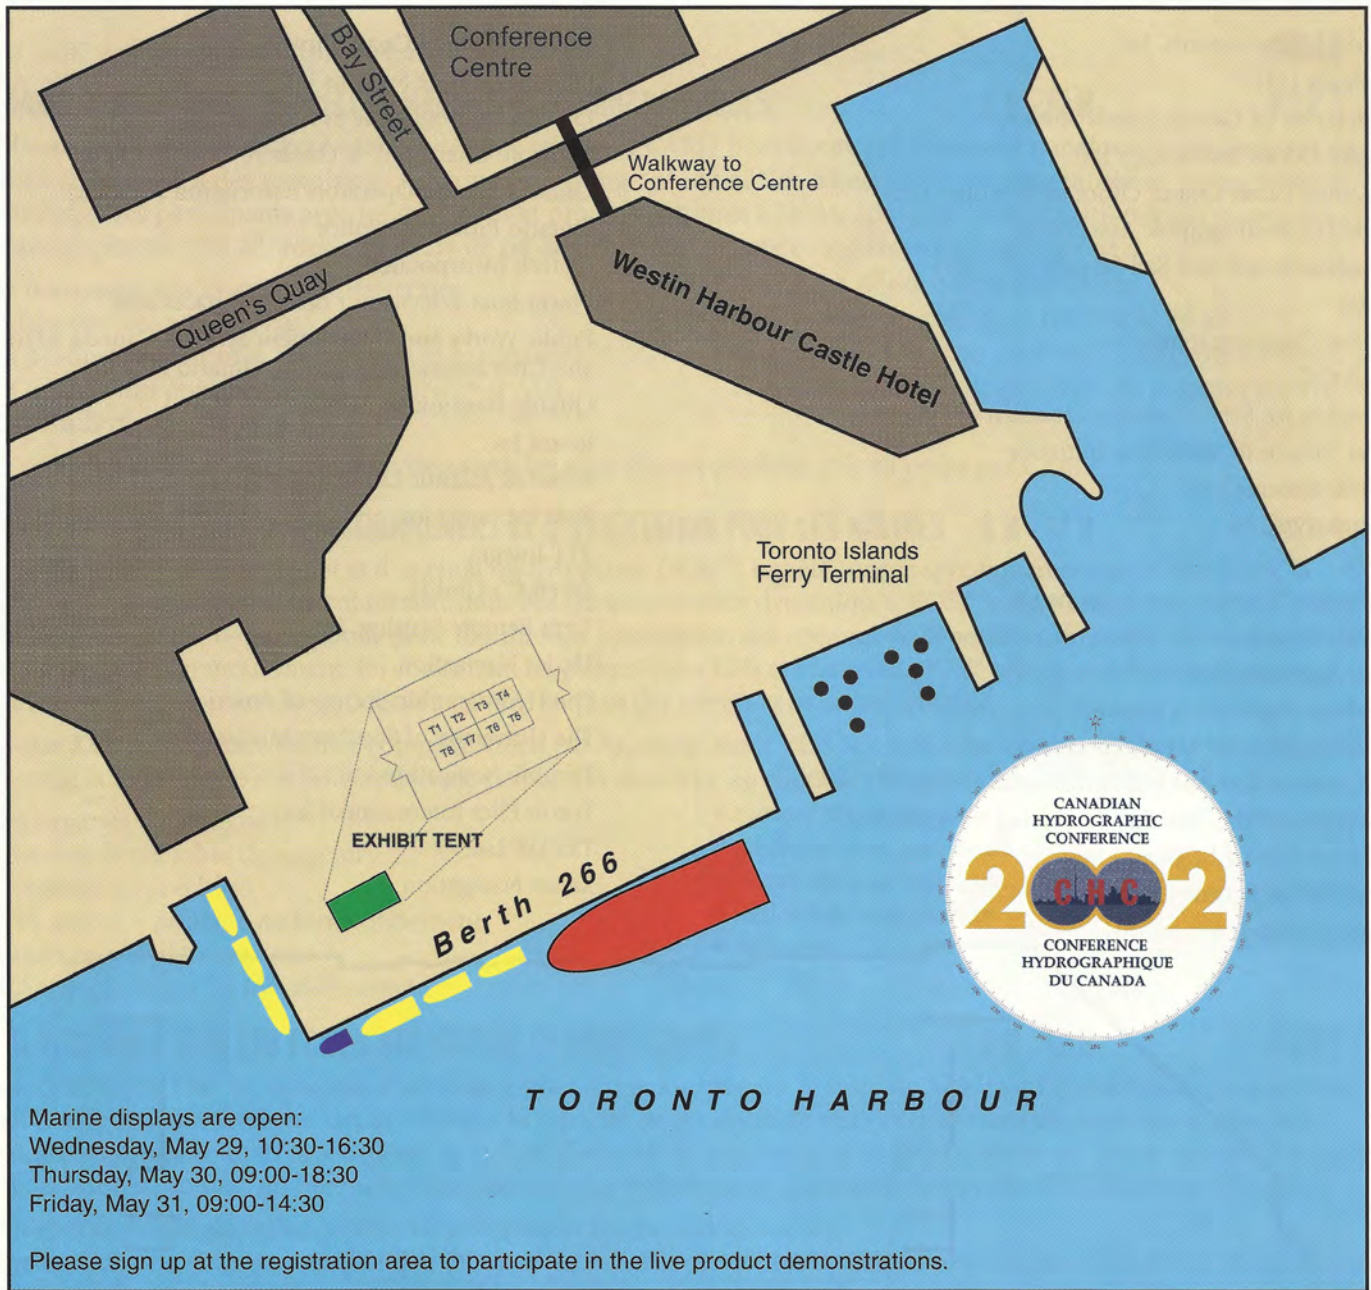 Conference
Centre
Bay Street
Walkway to
Conference Centre
Queen's Quay
Westin Harbour Castle Hotel
Toronto Islands
Ferry Terminal
T1 T2 T3 T4
T8 T7 T6 T5
EXHIBIT TENT
Berth 266
CANADIAN
HYDROGRAPHIC
CONFERENCE
2002
CHC
CONFERENCE
HYDROGRAPHIQUE
DU CANADA
TORONTO HARBOUR
Marine displays are open:
Wednesday, May 29, 10:30-16:30
Thursday, May 30, 09:00-18:30
Friday, May 31, 09:00-14:30
Please sign up at the registration area to participate in the live product demonstrations.